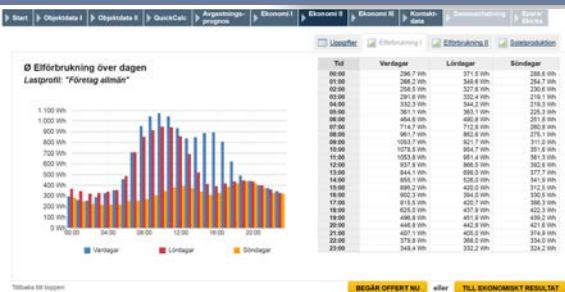 Start
Objektdata I
Objektdata II
QuickCalc
Avgastnings-
prognos
Ekonomi I
Ekonomi II
Ekonomi III
Kontakt-
data
Sammanfattning
Spara/
Skicka
Uppgifter
Elförbrukning I
Elförbrukning II
Solelproduktion
Ø Elförbrukning över dagen
Lastprofil: "Företag allmän"
1 100 Wh
1 000 Wh
900 Wh
800 Wh
700 Wh
600 Wh
500 Wh
400 Wh
300 Wh
200 Wh
100 Wh
0 Wh
00:00 04:00 08:00 12:00 16:00 20:00
Vardagar Lördagar Söndagar
Tid Vardagar Lördagar Söndagar
00:00 296,7 Wh 371,5 Wh 286,6 Wh
01:00 266,2 Wh 349,6 Wh 254,7 Wh
02:00 258,5 Wh 327,6 Wh 230,6 Wh
03:00 291,6 Wh 332,4 Wh 219,1 Wh
04:00 332,3 Wh 344,2 Wh 219,3 Wh
05:00 361,1 Wh 363,1 Wh 225,3 Wh
06:00 464,6 Wh 490,8 Wh 251,8 Wh
07:00 714,7 Wh 712,8 Wh 260,8 Wh
08:00 961,7 Wh 862,6 Wh 275,1 Wh
09:00 1053,7 Wh 921,7 Wh 311,0 Wh
10:00 1078,5 Wh 954,7 Wh 351,6 Wh
11:00 1053,8 Wh 951,4 Wh 381,3 Wh
12:00 937,8 Wh 866,5 Wh 392,6 Wh
13:00 844,1 Wh 699,0 Wh 377,7 Wh
14:00 855,1 Wh 526,0 Wh 341,9 Wh
15:00 895,2 Wh 420,0 Wh 312,5 Wh
16:00 902,3 Wh 394,0 Wh 330,5 Wh
17:00 815,5 Wh 420,7 Wh 386,3 Wh
18:00 625,0 Wh 437,9 Wh 422,3 Wh
19:00 496,8 Wh 451,8 Wh 439,2 Wh
20:00 446,8 Wh 442,8 Wh 421,6 Wh
21:00 407,1 Wh 405,0 Wh 374,9 Wh
22:00 379,8 Wh 368,0 Wh 334,0 Wh
23:00 349,4 Wh 332,2 Wh 324,2 Wh
Tillbaka till toppen
BEGÄR OFFERT NU eller TILL EKONOMISKT RESULTAT